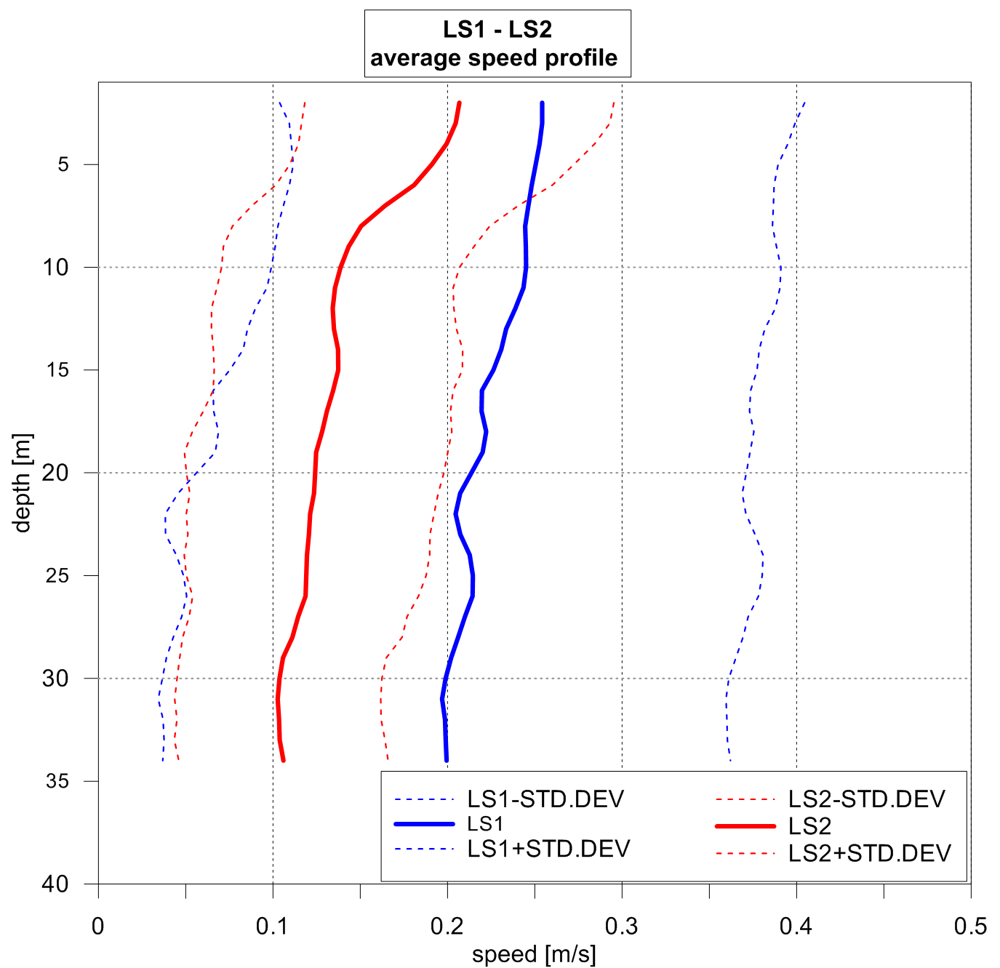 LS1 - LS2
average speed profile
5
10
15
20
25
30
35
40
depth [m]
0
0.1
0.2
0.3
0.4
0.5
speed [m/s]
LS1-STD.DEV
LS1
LS1+STD.DEV
LS2-STD.DEV
LS2
LS2+STD.DEV